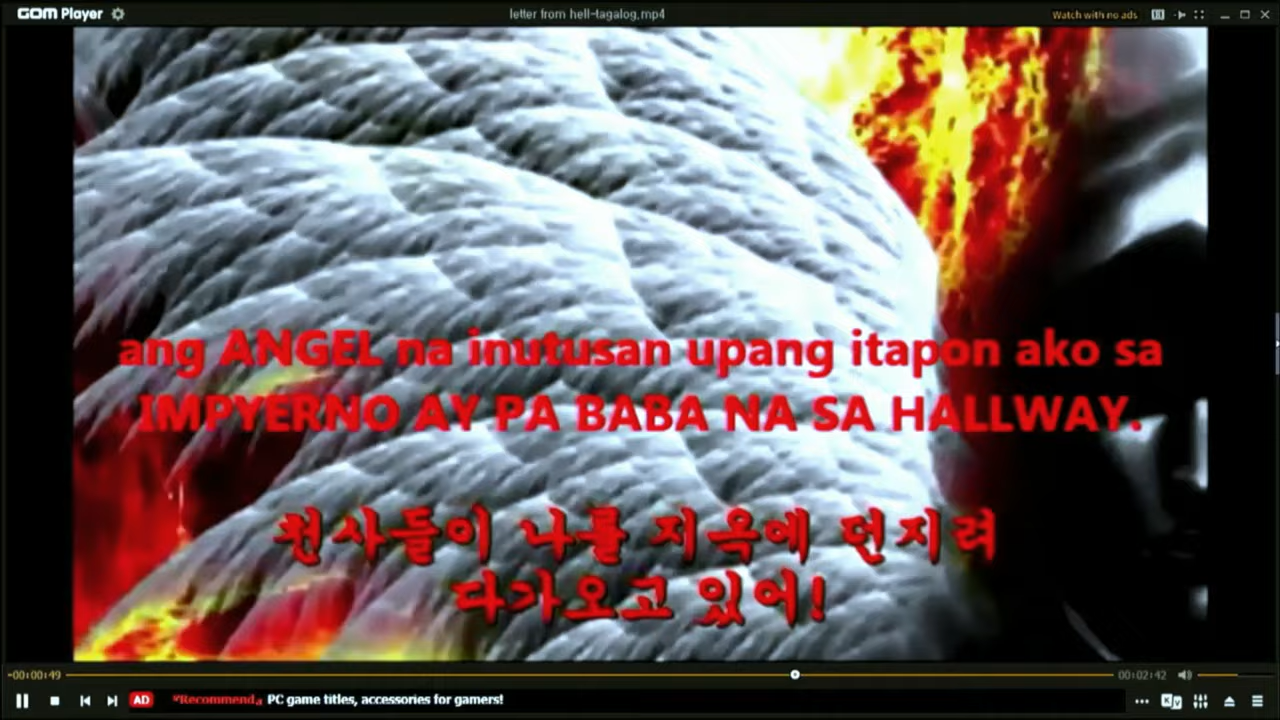 GOM Player
letter from hell-tagalog.mp4
Watch with no ads
ang ANGEL na inutusan upang itapon ako sa
IMPYERNO AY PA BABA NA SA HALLWAY.
천사들이 나를 지옥에 던지려
다가오고 있어!
-00:00:49
00:02:42
AD
PC game titles, accessories for gamers!